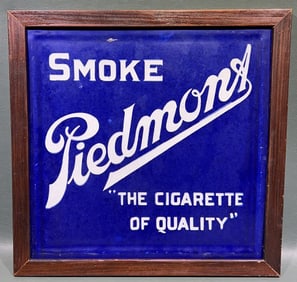 SMOKE
Piedmont
"THE CIGARETTE
OF QUALITY"